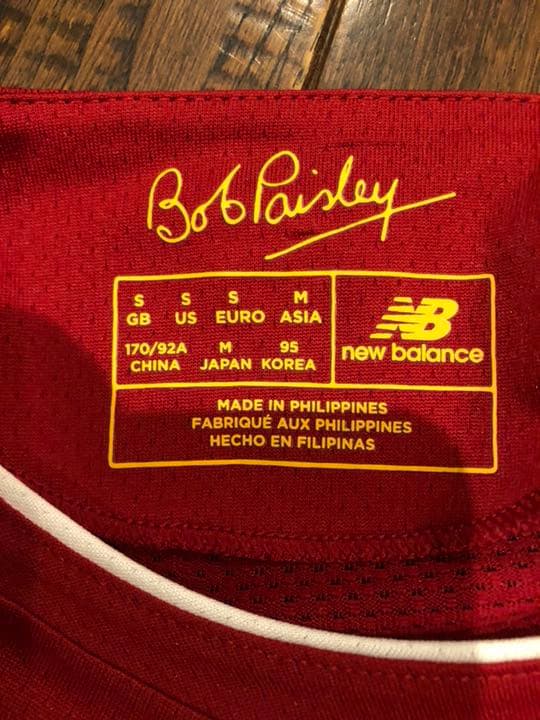 Bob Paisley
S S S M
GB US EURO ASIA
170/92A M 95
CHINA JAPAN KOREA
NB
new balance
MADE IN PHILIPPINES
FABRIQUÉ AUX PHILIPPINES
HECHO EN FILIPINAS